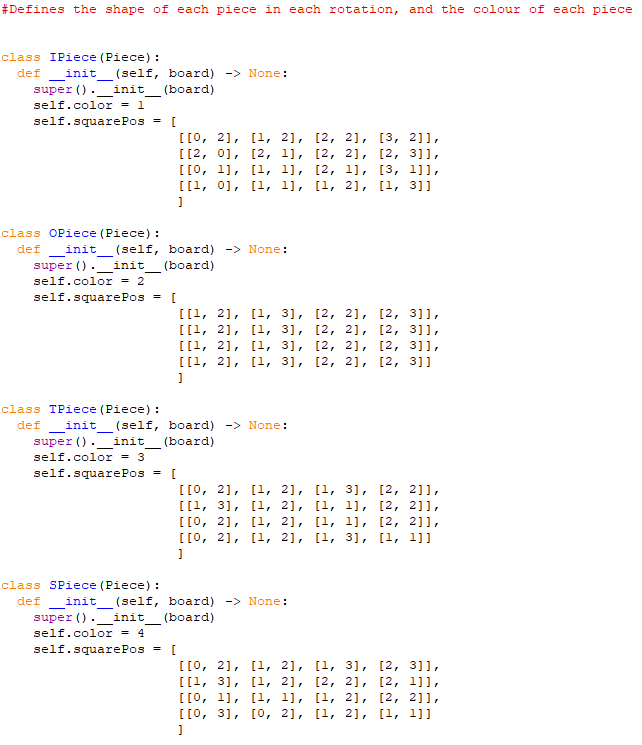 #Defines the shape of each piece in each rotation, and the colour of each piece
class IPiece(Piece):
  def __init__(self, board) -> None:
    super().__init__(board)
    self.color = 1
    self.squarePos = [
                      [[0, 2], [1, 2], [2, 2], [3, 2]],
                      [[2, 0], [2, 1], [2, 2], [2, 3]],
                      [[0, 1], [1, 1], [2, 1], [3, 1]],
                      [[1, 0], [1, 1], [1, 2], [1, 3]]
                      ]
class OPiece(Piece):
  def __init__(self, board) -> None:
    super().__init__(board)
    self.color = 2
    self.squarePos = [
                      [[1, 2], [1, 3], [2, 2], [2, 3]],
                      [[1, 2], [1, 3], [2, 2], [2, 3]],
                      [[1, 2], [1, 3], [2, 2], [2, 3]],
                      [[1, 2], [1, 3], [2, 2], [2, 3]]
                      ]
class TPiece(Piece):
  def __init__(self, board) -> None:
    super().__init__(board)
    self.color = 3
    self.squarePos = [
                      [[0, 2], [1, 2], [1, 3], [2, 2]],
                      [[1, 3], [1, 2], [1, 1], [2, 2]],
                      [[0, 2], [1, 2], [1, 1], [2, 2]],
                      [[0, 2], [1, 2], [1, 3], [1, 1]]
                      ]
class SPiece(Piece):
  def __init__(self, board) -> None:
    super().__init__(board)
    self.color = 4
    self.squarePos = [
                      [[0, 2], [1, 2], [1, 3], [2, 3]],
                      [[1, 3], [1, 2], [2, 2], [2, 1]],
                      [[0, 1], [1, 1], [1, 2], [2, 2]],
                      [[0, 3], [0, 2], [1, 2], [1, 1]]
                      ]